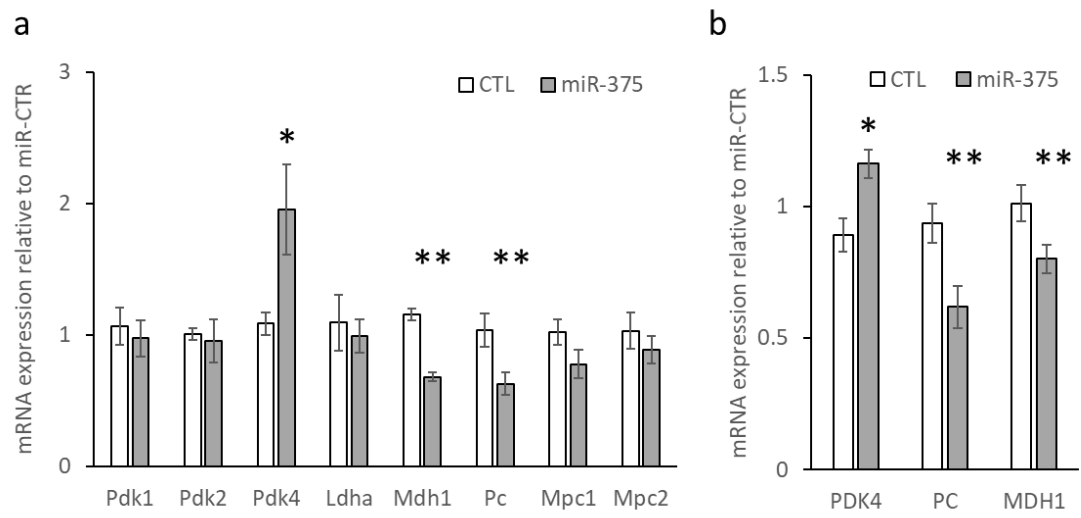 a
mRNA expression relative to miR-CTR
3
2
1
0
CTL miR-375
*
**
**
Pdk1 Pdk2 Pdk4 Ldha Mdh1 Pc Mpc1 Mpc2
b
mRNA expression relative to miR-CTR
1.5
1
0.5
0
CTL miR-375
*
**
**
PDK4 PC MDH1